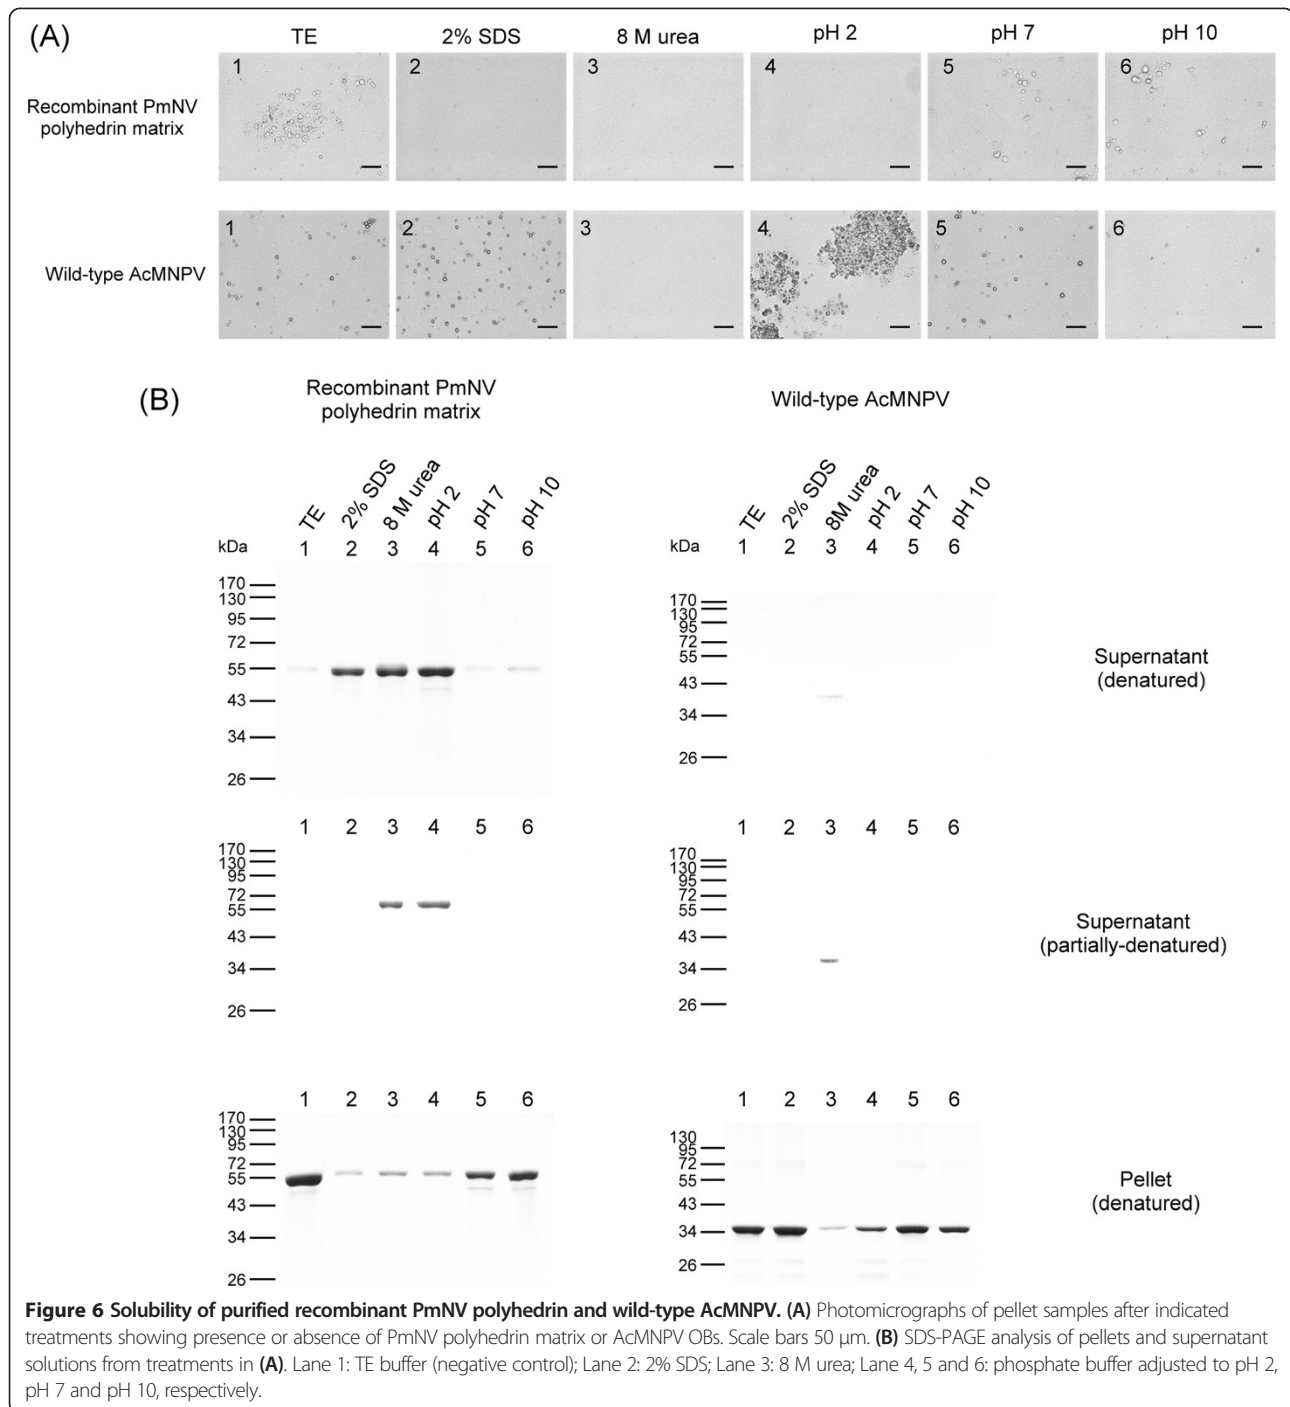 (A)
TE 2% SDS 8 M urea pH 2 pH 7 pH 10
Recombinant PmNV
polyhedrin matrix
1 2 3 4 5 6
Wild-type AcMNPV
1 2 3 4 5 6
(B)
Recombinant PmNV
polyhedrin matrix
Wild-type AcMNPV
TE 2% SDS 8 M urea pH 2 pH 7 pH 10
kDa 1 2 3 4 5 6
170
130
95
72
55
43
34
26
TE 2% SDS 8M urea pH 2 pH 7 pH 10
kDa 1 2 3 4 5 6
170
130
95
72
55
43
34
26
Supernatant
(denatured)
1 2 3 4 5 6
170
130
95
72
55
43
34
26
1 2 3 4 5 6
170
130
95
72
55
43
34
26
Supernatant
(partially-denatured)
1 2 3 4 5 6
170
130
95
72
55
43
34
26
1 2 3 4 5 6
130
95
72
55
43
34
26
Pellet
(denatured)
Figure 6 Solubility of purified recombinant PmNV polyhedrin and wild-type AcMNPV. (A) Photomicrographs of pellet samples after indicated
treatments showing presence or absence of PmNV polyhedrin matrix or AcMNPV OBs. Scale bars 50 μm. (B) SDS-PAGE analysis of pellets and supernatant
solutions from treatments in (A). Lane 1: TE buffer (negative control); Lane 2: 2% SDS; Lane 3: 8 M urea; Lane 4, 5 and 6: phosphate buffer adjusted to pH 2,
pH 7 and pH 10, respectively.